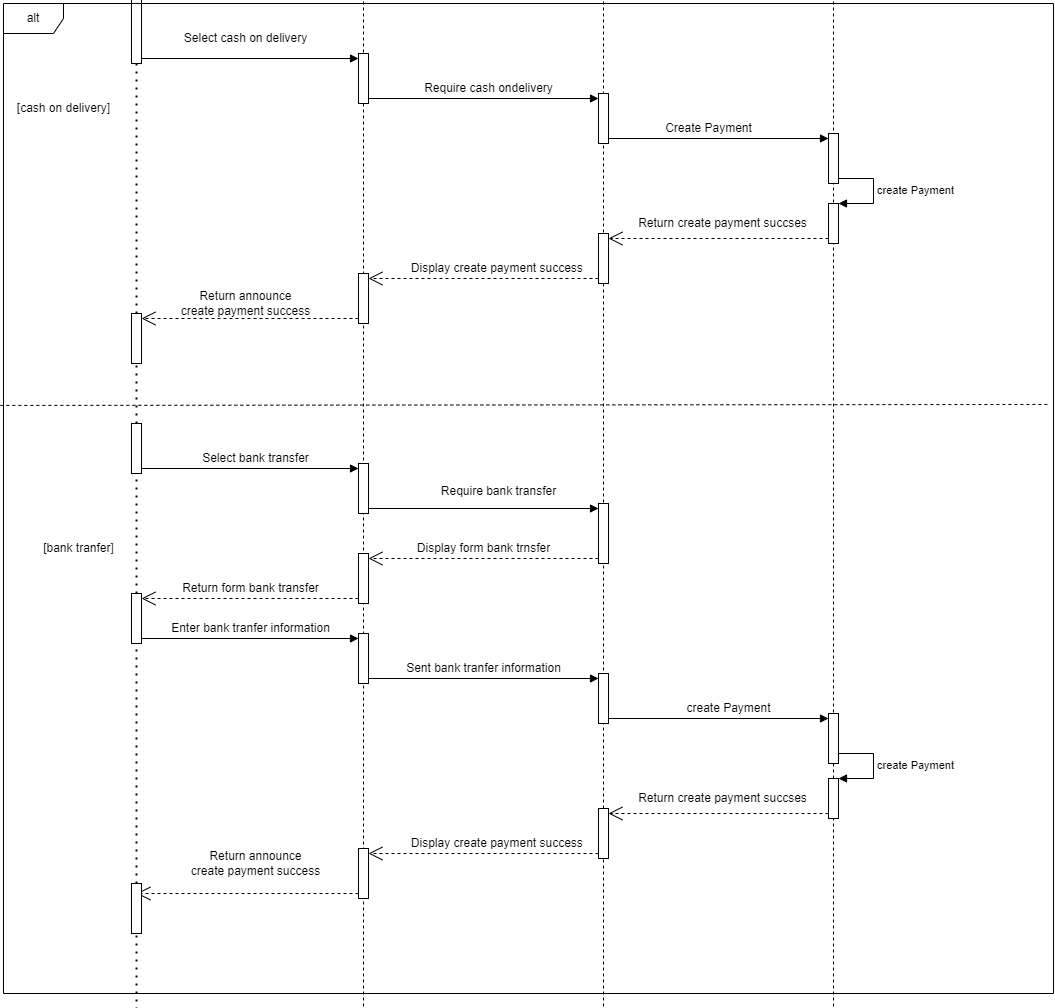 alt
Select cash on delivery
Require cash ondelivery
[cash on delivery]
Create Payment
create Payment
Return create payment succses
Display create payment success
Return announce
create payment success
Select bank transfer
Require bank transfer
[bank tranfer]
Display form bank trnsfer
Return form bank transfer
Enter bank tranfer information
Sent bank tranfer information
create Payment
create Payment
Return create payment succses
Display create payment success
Return announce
create payment success